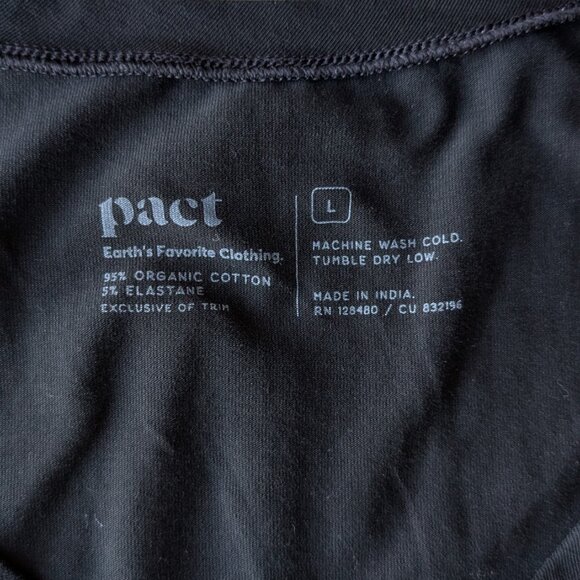 pact
Earth's Favorite Clothing.
95% ORGANIC COTTON
5% ELASTANE
EXCLUSIVE OF TRIM
L
MACHINE WASH COLD.
TUMBLE DRY LOW.
MADE IN INDIA.
RN 128480 / CU 832196